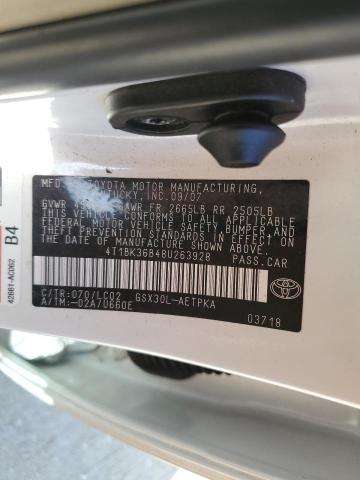 MFD. TOYOTA MOTOR MANUFACTURING,
KENTUCKY, INC. 09/07
GVWR GAWR FR 2665LB RR 2505LB
THIS VEHICLE CONFORMS TO ALL APPLICABLE
FEDERAL MOTOR VEHICLE SAFETY, BUMPER, AND
THEFT PREVENTION STANDARDS IN EFFECT ON
THE DATE OF MANUFACTURE SHOWN ABOVE.
4T1BK36B48U263928 PASS.CAR
C/TR:070/LC02 GSX30L-AETPKA
A/TM:-02A/U660E
03718
TOYOTA
42661-AC062
B4